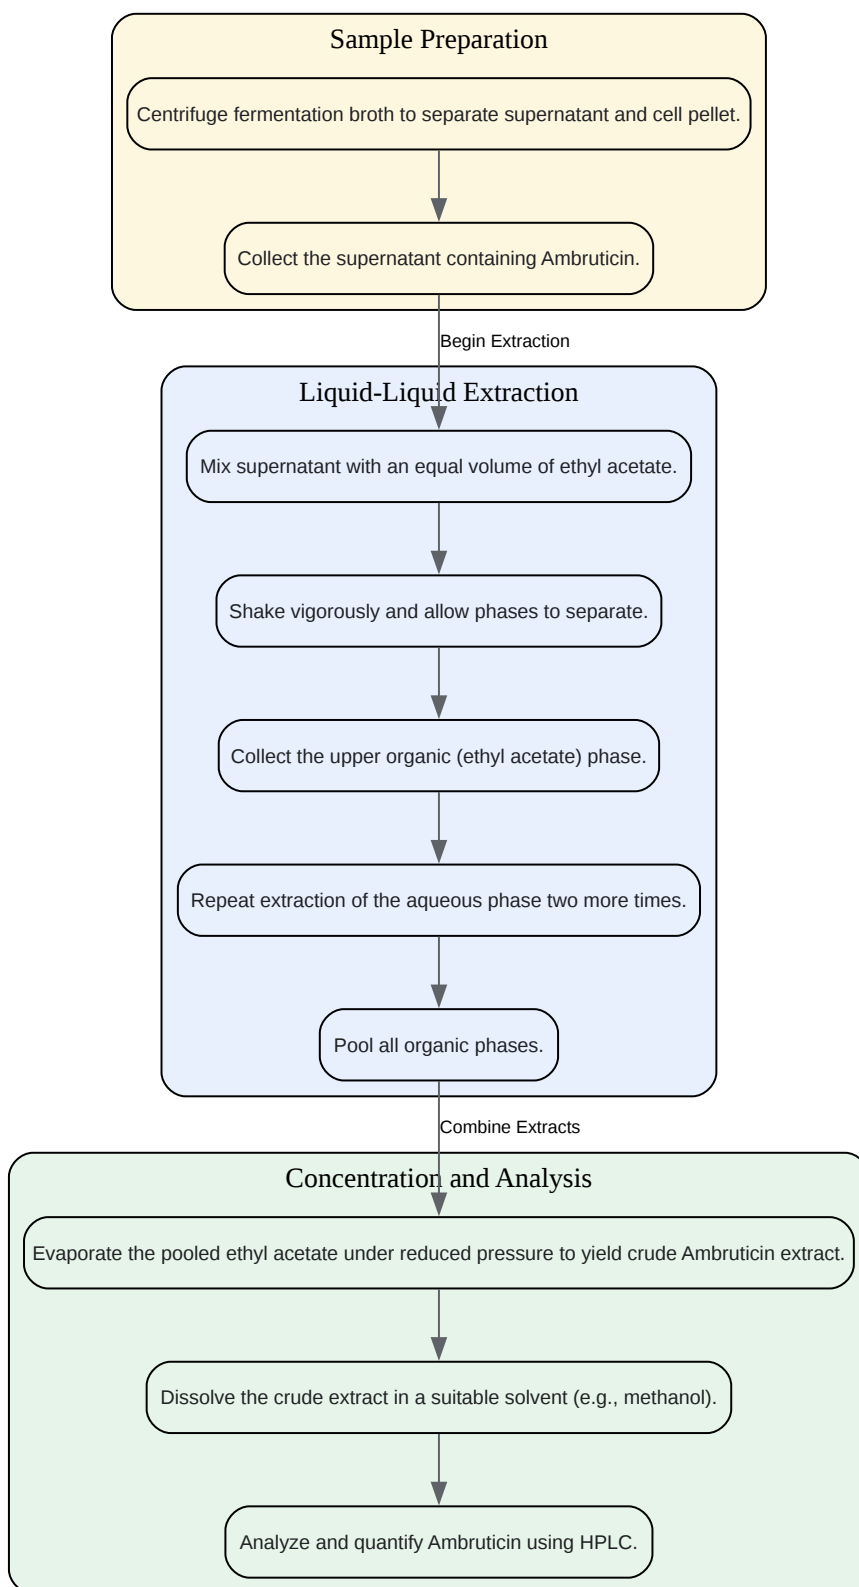 Sample Preparation
Centrifuge fermentation broth to separate supernatant and cell pellet.
Collect the supernatant containing Ambruticin.
Begin Extraction
Liquid-Liquid Extraction
Mix supernatant with an equal volume of ethyl acetate.
Shake vigorously and allow phases to separate.
Collect the upper organic (ethyl acetate) phase.
Repeat extraction of the aqueous phase two more times.
Pool all organic phases.
Combine Extracts
Concentration and Analysis
Evaporate the pooled ethyl acetate under reduced pressure to yield crude Ambruticin extract.
Dissolve the crude extract in a suitable solvent (e.g., methanol).
Analyze and quantify Ambruticin using HPLC.